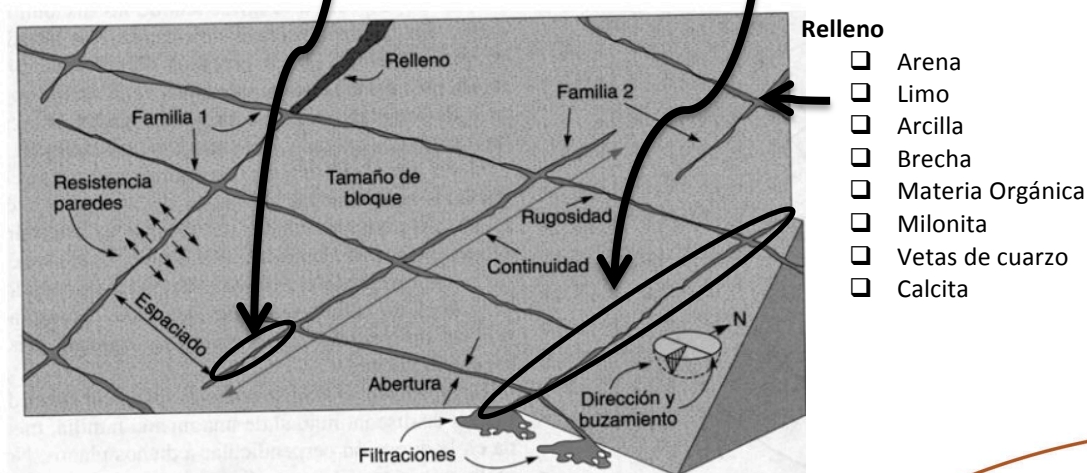 Relleno
Familia 1
Familia 2
Resistencia
paredes
Tamaño de
bloque
Rugosidad
Continuidad
Espaciado
Abertura
N
Dirección y
buzamiento
Filtraciones
Relleno
Arena
Limo
Arcilla
Brecha
Materia Orgánica
Milonita
Vetas de cuarzo
Calcita